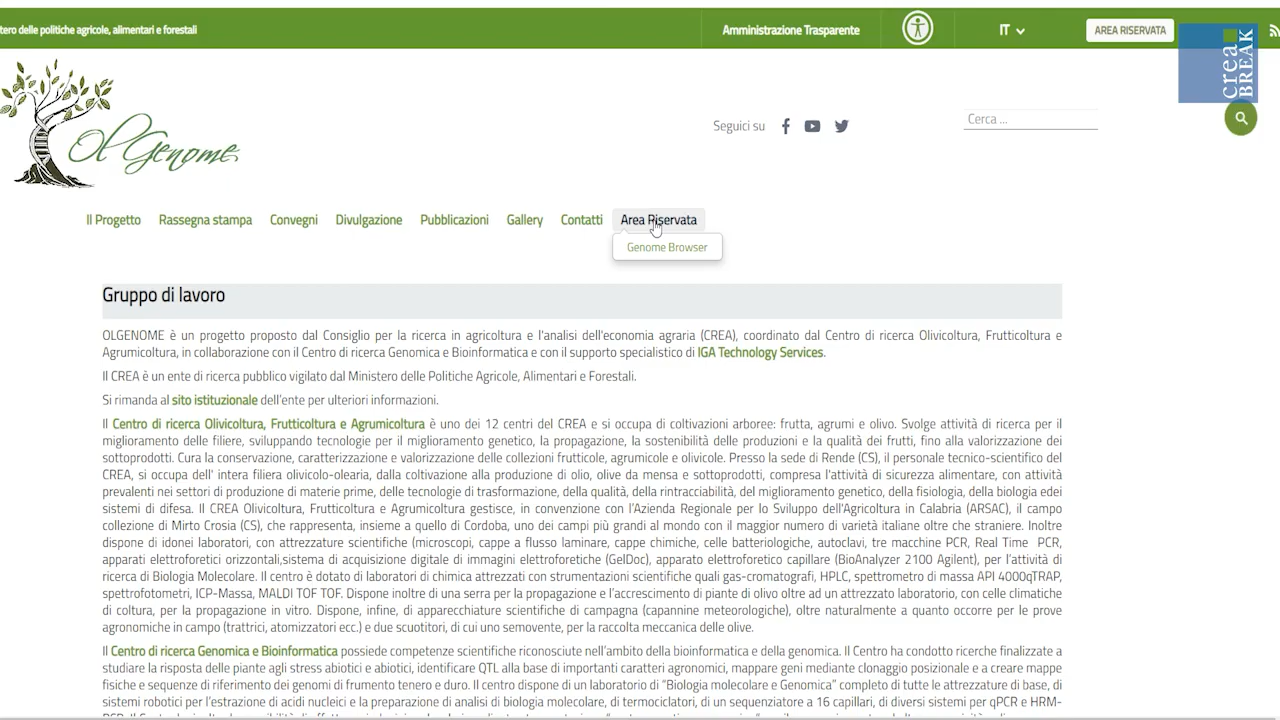 tero delle politiche agricole, alimentari e forestali
Amministrazione Trasparente
IT
AREA RISERVATA
crea
BREAK
Ol Genome
Seguici su
Cerca ...
Il Progetto Rassegna stampa Convegni Divulgazione Pubblicazioni Gallery Contatti Area Riservata
Genome Browser
Gruppo di lavoro
OLGENOME è un progetto proposto dal Consiglio per la ricerca in agricoltura e l'analisi dell'economia agraria (CREA), coordinato dal Centro di ricerca Olivicoltura, Frutticoltura e
Agrumicoltura, in collaborazione con il Centro di ricerca Genomica e Bioinformatica e con il supporto specialistico di IGA Technology Services.
Il CREA è un ente di ricerca pubblico vigilato dal Ministero delle Politiche Agricole, Alimentari e Forestali.
Si rimanda al sito istituzionale dell’ente per ulteriori informazioni.
Il Centro di ricerca Olivicoltura, Frutticoltura e Agrumicoltura è uno dei 12 centri del CREA e si occupa di coltivazioni arboree: frutta, agrumi e olivo. Svolge attività di ricerca per il
miglioramento delle filiere, sviluppando tecnologie per il miglioramento genetico, la propagazione, la sostenibilità delle produzioni e la qualità dei frutti, fino alla valorizzazione dei
sottoprodotti. Cura la conservazione, caratterizzazione e valorizzazione delle collezioni frutticole, agrumicole e olivicole. Presso la sede di Rende (CS), il personale tecnico-scientifico del
CREA, si occupa dell' intera filiera olivicolo-olearia, dalla coltivazione alla produzione di olio, olive da mensa e sottoprodotti, compresa l'attività di sicurezza alimentare, con attività
prevalenti nei settori di produzione di materie prime, delle tecnologie di trasformazione, della qualità, della rintracciabilità, del miglioramento genetico, della fisiologia, della biologia edei
sistemi di difesa. Il CREA Olivicoltura, Frutticoltura e Agrumicoltura gestisce, in convenzione con l’Azienda Regionale per lo Sviluppo dell'Agricoltura in Calabria (ARSAC), il campo
collezione di Mirto Crosia (CS), che rappresenta, insieme a quello di Cordoba, uno dei campi più grandi al mondo con il maggior numero di varietà italiane oltre che straniere. Inoltre
dispone di idonei laboratori, con attrezzature scientifiche (microscopi, cappe a flusso laminare, cappe chimiche, celle batteriologiche, autoclavi, tre macchine PCR, Real Time PCR,
apparati elettroforetici orizzontali,sistema di acquisizione digitale di immagini elettroforetiche (GelDoc), apparato elettroforetico capillare (BioAnalyzer 2100 Agilent), per l’attività di
ricerca di Biologia Molecolare. Il centro è dotato di laboratori di chimica attrezzati con strumentazioni scientifiche quali gas-cromatografi, HPLC, spettrometro di massa API 4000qTRAP,
spettrofotometri, ICP-Massa, MALDI TOF TOF. Dispone inoltre di una serra per la propagazione e l’accrescimento di piante di olivo oltre ad un attrezzato laboratorio, con celle climatiche
di coltura, per la propagazione in vitro. Dispone, infine, di apparecchiature scientifiche di campagna (capannine meteorologiche), oltre naturalmente a quanto occorre per le prove
agronomiche in campo (trattrici, atomizzatori ecc.) e due scuotitori, di cui uno semovente, per la raccolta meccanica delle olive.
Il Centro di ricerca Genomica e Bioinformatica possiede competenze scientifiche riconosciute nell’ambito della bioinformatica e della genomica. Il Centro ha condotto ricerche finalizzate a
studiare la risposta delle piante agli stress abiotici e abiotici, identificare QTL alla base di importanti caratteri agronomici, mappare geni mediante clonaggio posizionale e a creare mappe
fisiche e sequenze di riferimento dei genomi di frumento tenero e duro. Il centro dispone di un laboratorio di “Biologia molecolare e Genomica” completo di tutte le attrezzature di base, di
sistemi robotici per l’estrazione di acidi nucleici e la preparazione di analisi di biologia molecolare, di termociclatori, di un sequenziatore a 16 capillari, di diversi sistemi per qPCR e HRM-